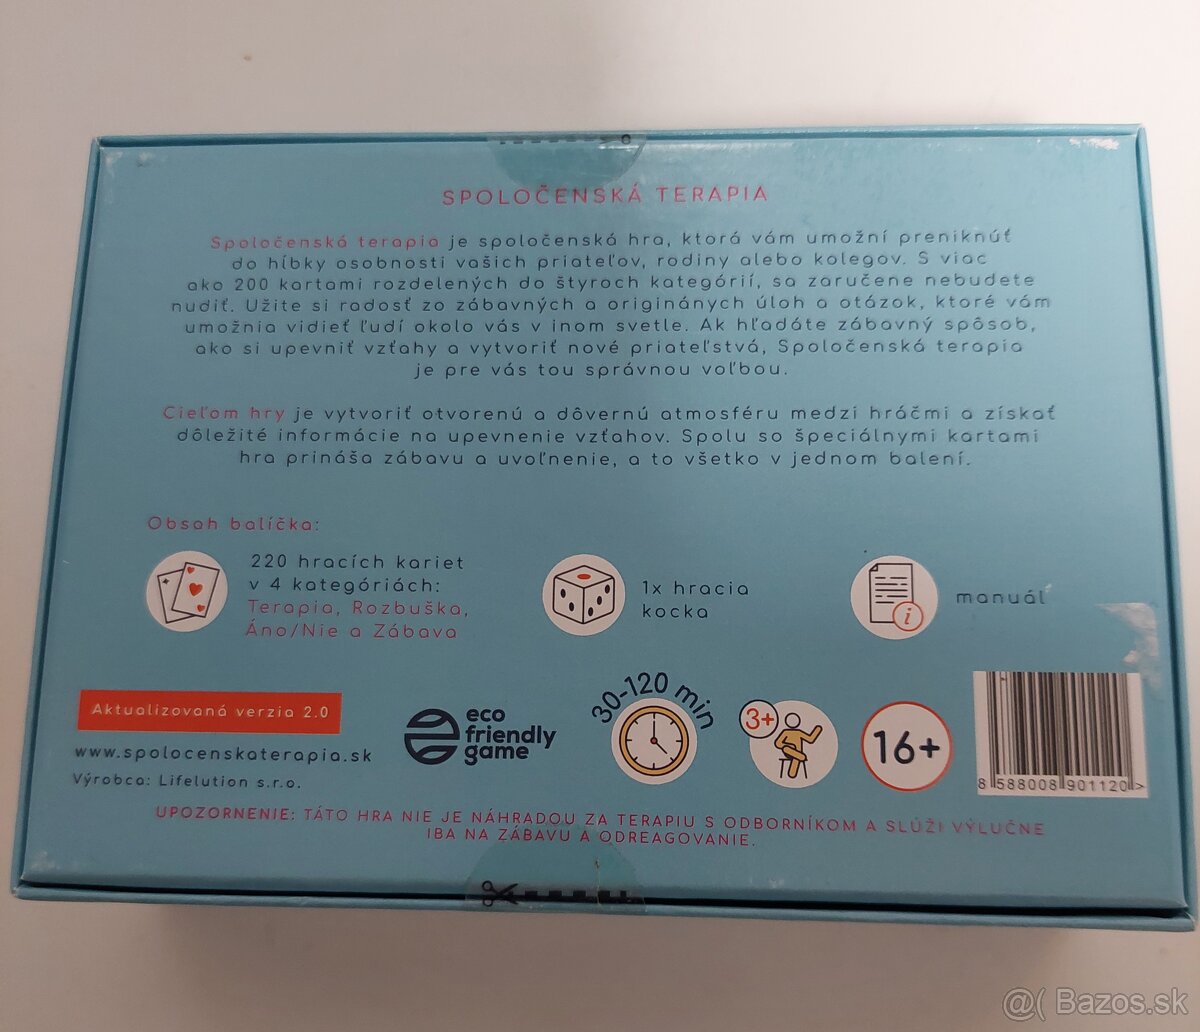 SPOLOČENSKÁ TERAPIA
Spoločenská terapia je spoločenská hra, ktorá vám umožní preniknúť
do hĺbky osobnosti vašich priateľov, rodiny alebo kolegov. S viac
ako 200 kartami rozdelených do štyroch kategórií, sa zaručene nebudete
nudiť. Užite si radosť zo zábavných a originánych úloh a otázok, ktoré vám
umožnia vidieť ľudí okolo vás v inom svetle. Ak hľadáte zábavný spôsob,
ako si upevniť vzťahy a vytvoriť nové priateľstvá, Spoločenská terapia
je pre vás tou správnou voľbou.
Cieľom hry je vytvoriť otvorenú a dôvernú atmosféru medzi hráčmi a získať
dôležité informácie na upevnenie vzťahov. Spolu so špeciálnymi kartami
hra prináša zábavu a uvoľnenie, a to všetko v jednom balení.
Obsah balíčka:
220 hracích kariet
v 4 kategóriách:
Terapia, Rozbuška,
Áno/Nie a Zábava
1x hracia
kocka
i
manuál
Aktualizovaná verzia 2.0
www.spolocenskaterapia.sk
Výrobca: Lifelution s.r.o.
eco
friendly
game
30-120 min
3+
16+
8 588008 901120 >
UPOZORNENIE: TÁTO HRA NIE JE NÁHRADOU ZA TERAPIU S ODBORNÍKOM A SLÚŽI VÝLUČNE
IBA NA ZÁBAVU A ODREAGOVANIE.
@( Bazos.sk